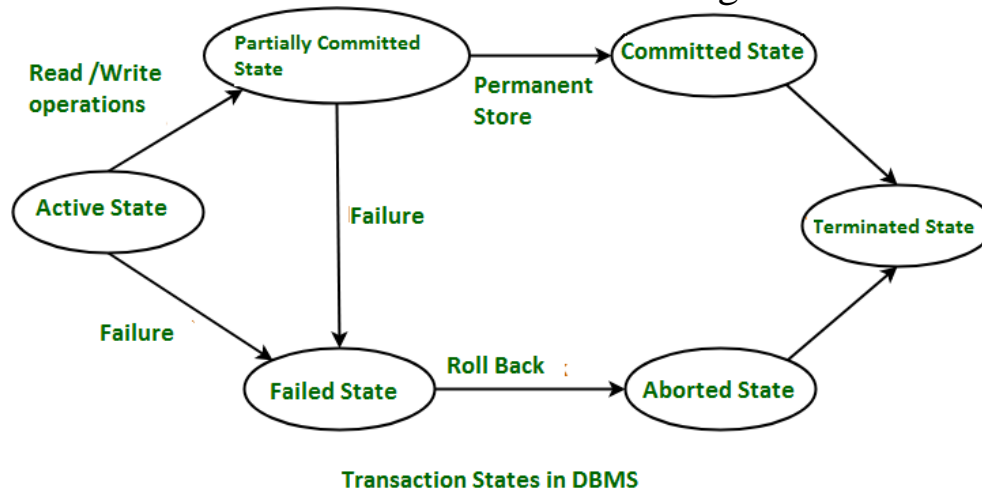 Partially Committed
State
Committed State
Read /Write
operations
Permanent
Store
Active State
Failure
Terminated State
Failure
Roll Back
Failed State
Aborted State
Transaction States in DBMS